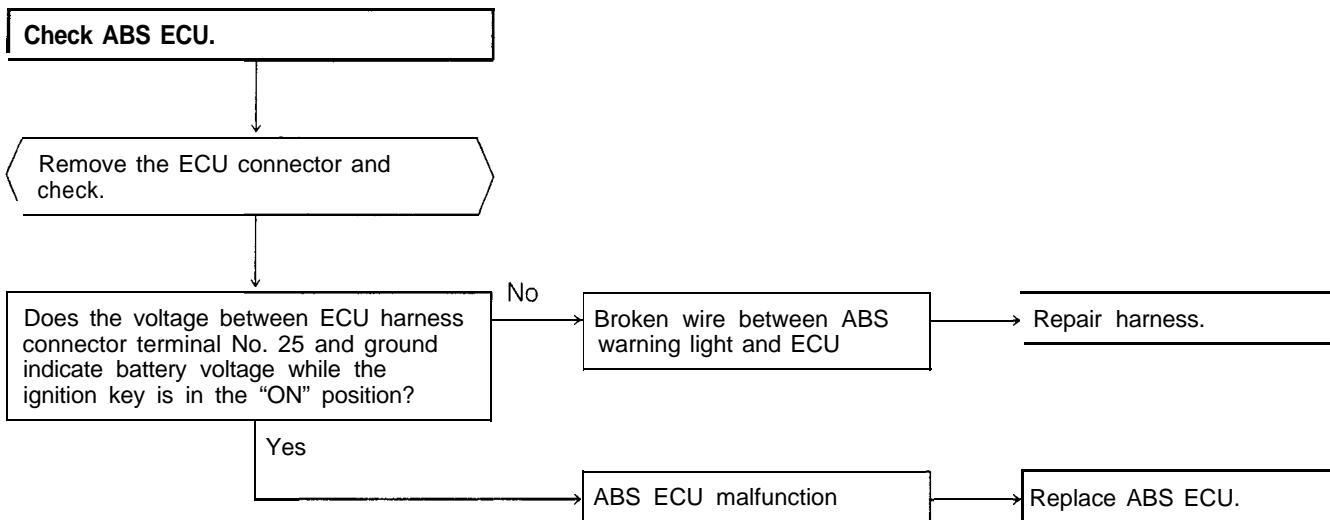 Check ABS ECU.
Remove the ECU connector and
check.
Does the voltage between ECU harness
connector terminal No. 25 and ground
indicate battery voltage while the
ignition key is in the “ON” position?
No
Broken wire between ABS
warning light and ECU
Repair harness.
Yes
ABS ECU malfunction
Replace ABS ECU.